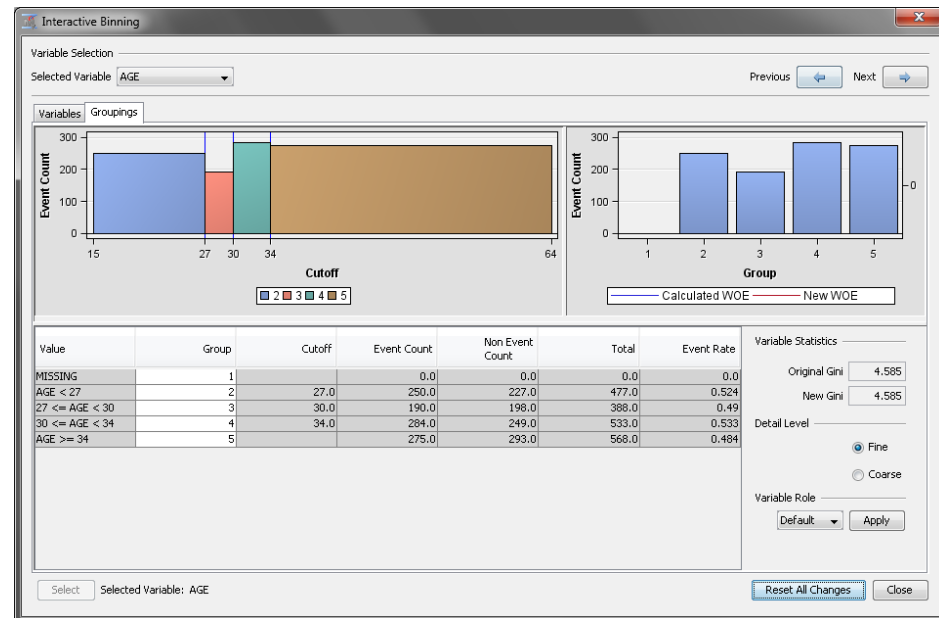 Interactive Binning
Variable Selection
Selected Variable AGE
Previous Next
Variables Groupings
Event Count
300
200
100
0
15 27 30 34 64
Cutoff
2 3 4 5
Event Count
300
200
100
0
0
1 2 3 4 5
Group
Calculated WOE New WOE
Value Group Cutoff Event Count Non Event Count Total Event Rate
MISSING 1 0.0 0.0 0.0 0.0
AGE < 27 2 27.0 250.0 227.0 477.0 0.524
27 <= AGE < 30 3 30.0 190.0 198.0 388.0 0.49
30 <= AGE < 34 4 34.0 284.0 249.0 533.0 0.533
AGE >= 34 5 275.0 293.0 568.0 0.484
Variable Statistics
Original Gini 4.585
New Gini 4.585
Detail Level
Fine
Coarse
Variable Role
Default Apply
Select Selected Variable: AGE
Reset All Changes Close